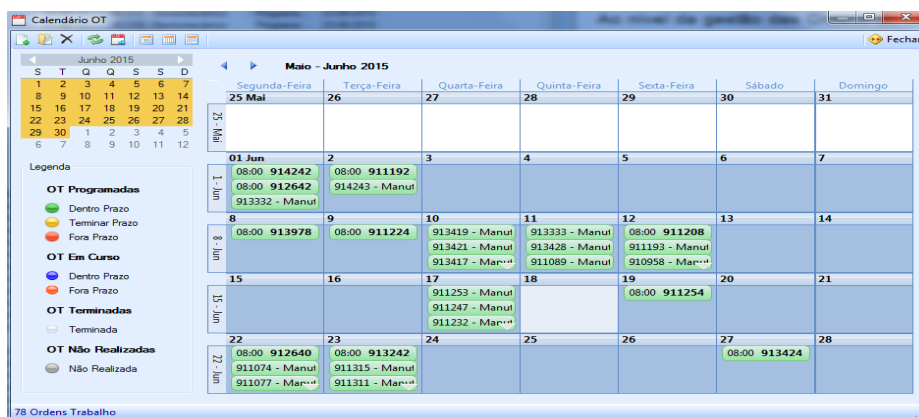 Calendário OT
Ao nivel de gestão das
Fechar
Junho 2015
S T Q Q S S D
1 2 3 4 5 6 7
8 9 10 11 12 13 14
15 16 17 18 19 20 21
22 23 24 25 26 27 28
29 30 1 2 3 4 5
6 7 8 9 10 11 12
Legenda
OT Programadas
Dentro Prazo
Terminar Prazo
Fora Prazo
OT Em Curso
Dentro Prazo
Fora Prazo
OT Terminadas
Terminada
OT Não Realizadas
Não Realizada
Maio - Junho 2015
Segunda-Feira Terça-Feira Quarta-Feira Quinta-Feira Sexta-Feira Sábado Domingo
25 - Mai
25 Mai 26 27 28 29 30 31
1 - Jun
01 Jun 2 3 4 5 6 7
08:00 914242 08:00 911192
08:00 912642 914243 - Manut
913332 - Manut
8 - Jun
8 9 10 11 12 13 14
08:00 913978 08:00 911224 913419 - Manut 913333 - Manut 08:00 911208
913421 - Manut 913428 - Manut 911193 - Manut
913417 - Manut 911089 - Manut 910958 - Manut
15 - Jun
15 16 17 18 19 20 21
911253 - Manut 08:00 911254
911247 - Manut
911232 - Manut
22 - Jun
22 23 24 25 26 27 28
08:00 912640 08:00 913242 08:00 913424
911074 - Manut 911315 - Manut
911077 - Manut 911311 - Manut
78 Ordens Trabalho